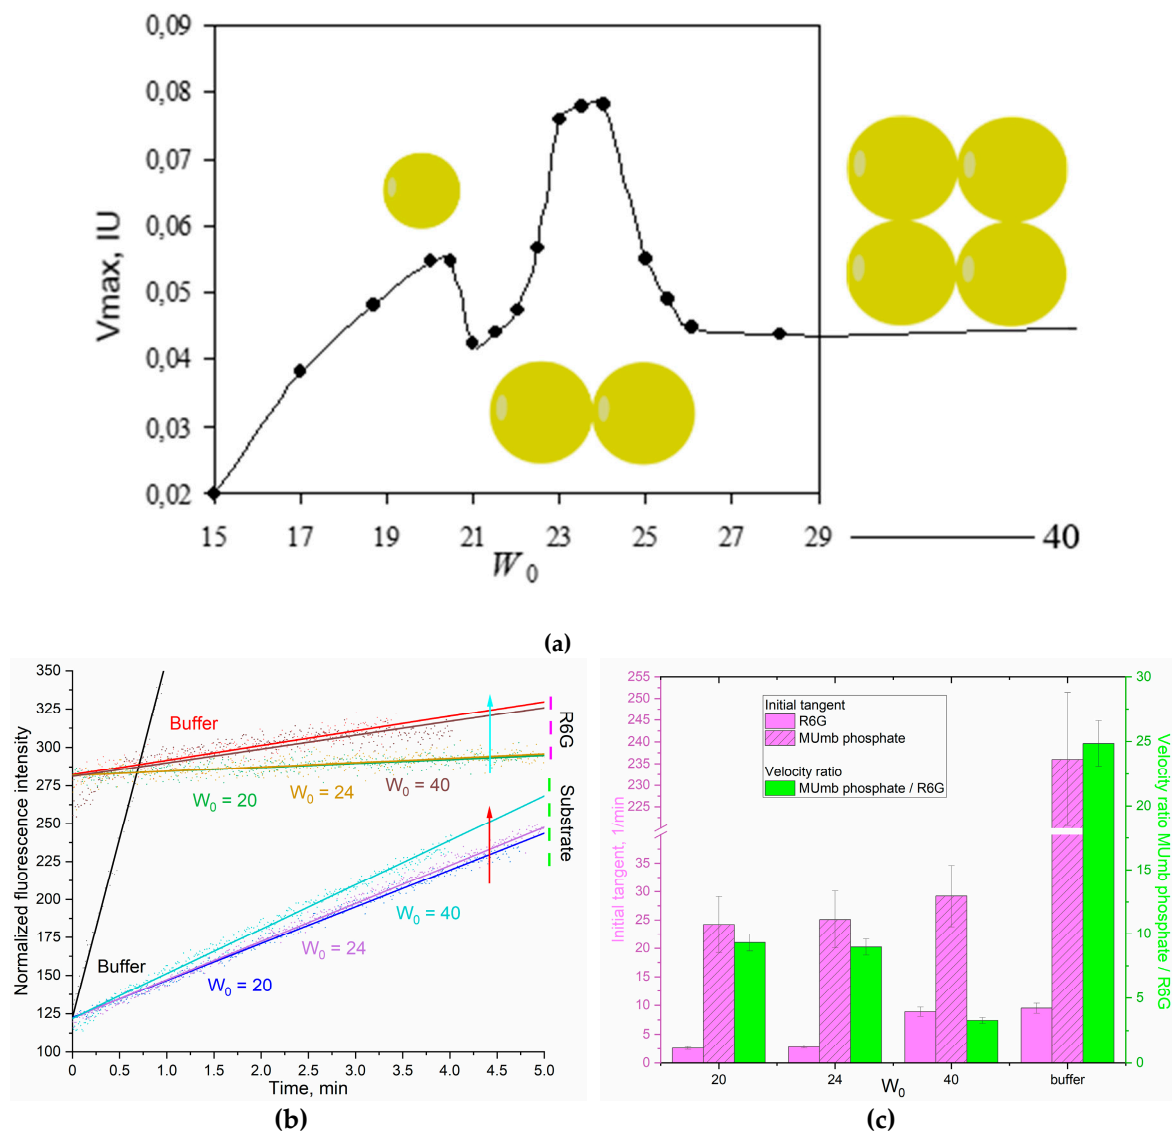 0,09
0,08
0,07
0,06
0,05
0,04
0,03
0,02
Vmax, IU
15 17 19 21 23 25 27 29 40
W0
(a)
350
325
300
275
250
225
200
175
150
125
100
Normalized fluorescence intensity
Buffer
W0 = 20
W0 = 24
W0 = 40
R6G
Substrate
W0 = 40
W0 = 24
Buffer
W0 = 20
0 0.5 1.0 1.5 2.0 2.5 3.0 3.5 4.0 4.5 5.0
Time, min
(b)
255
250
245
240
235
230
225
35
30
25
20
15
10
5
0
Initial tangent, 1/min
Initial tangent
R6G
MUmb phosphate
Velocity ratio
MUmb phosphate / R6G
30
25
20
15
10
5
0
Velocity ratio MUmb phosphate / R6G
20 24 40 buffer
W0
(c)